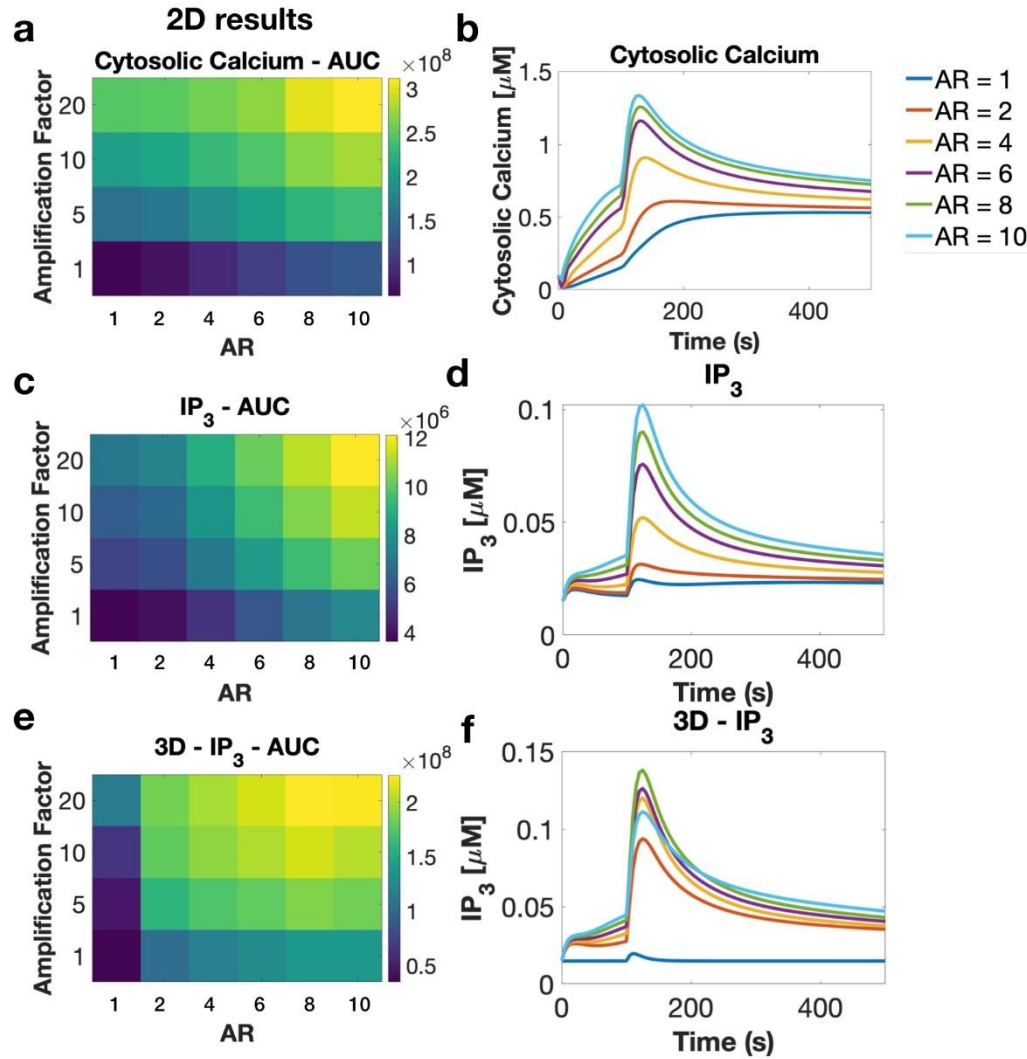 2D results
a
Cytosolic Calcium - AUC
×10⁸
Amplification Factor
20
10
5
1
1 2 4 6 8 10
AR
3
2.5
2
1.5
1
b
Cytosolic Calcium
Cytosolic Calcium [μM]
1.5
1
0.5
0
0 200 400
Time (s)
AR = 1
AR = 2
AR = 4
AR = 6
AR = 8
AR = 10
c
IP₃ - AUC
×10⁶
Amplification Factor
20
10
5
1
1 2 4 6 8 10
AR
12
10
8
6
4
d
IP₃
IP₃ [μM]
0.1
0.05
0
0 200 400
Time (s)
e
3D - IP₃ - AUC
×10⁸
Amplification Factor
20
10
5
1
1 2 4 6 8 10
AR
2
1.5
1
0.5
f
3D - IP₃
IP₃ [μM]
0.15
0.1
0.05
0
0 200 400
Time (s)